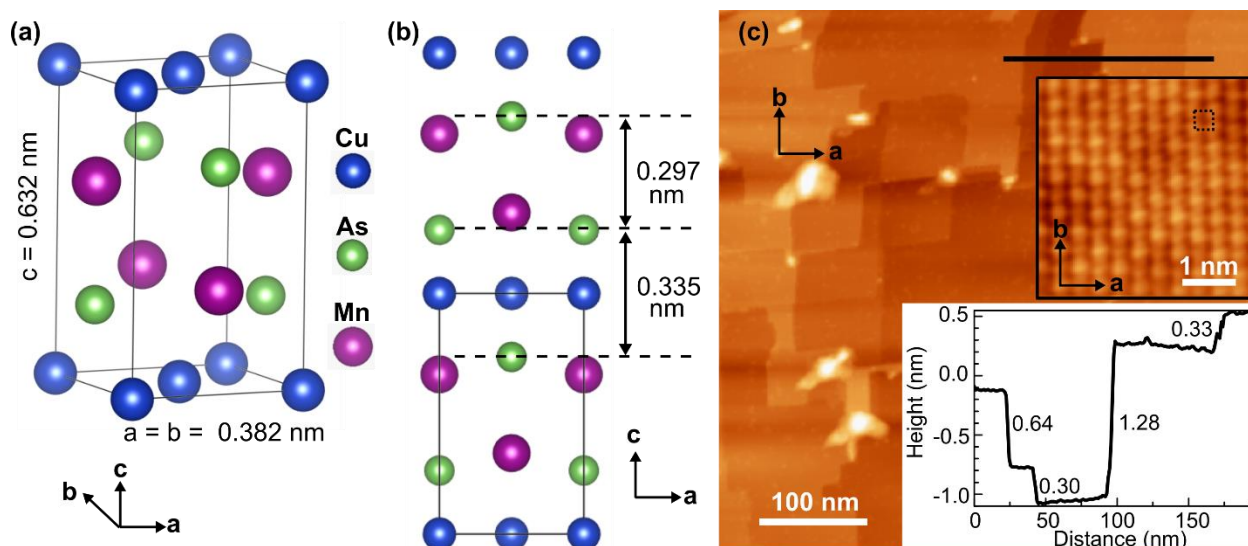 (a)
Cu
As
Mn
c = 0.632 nm
a = b = 0.382 nm
c
b
a
(b)
0.297
nm
0.335
nm
c
a
(c)
b
a
b
a
1 nm
100 nm
Height (nm)
0.5
0.0
-0.5
-1.0
0.64
0.30
1.28
0.33
0
50
100
150
Distance (nm)